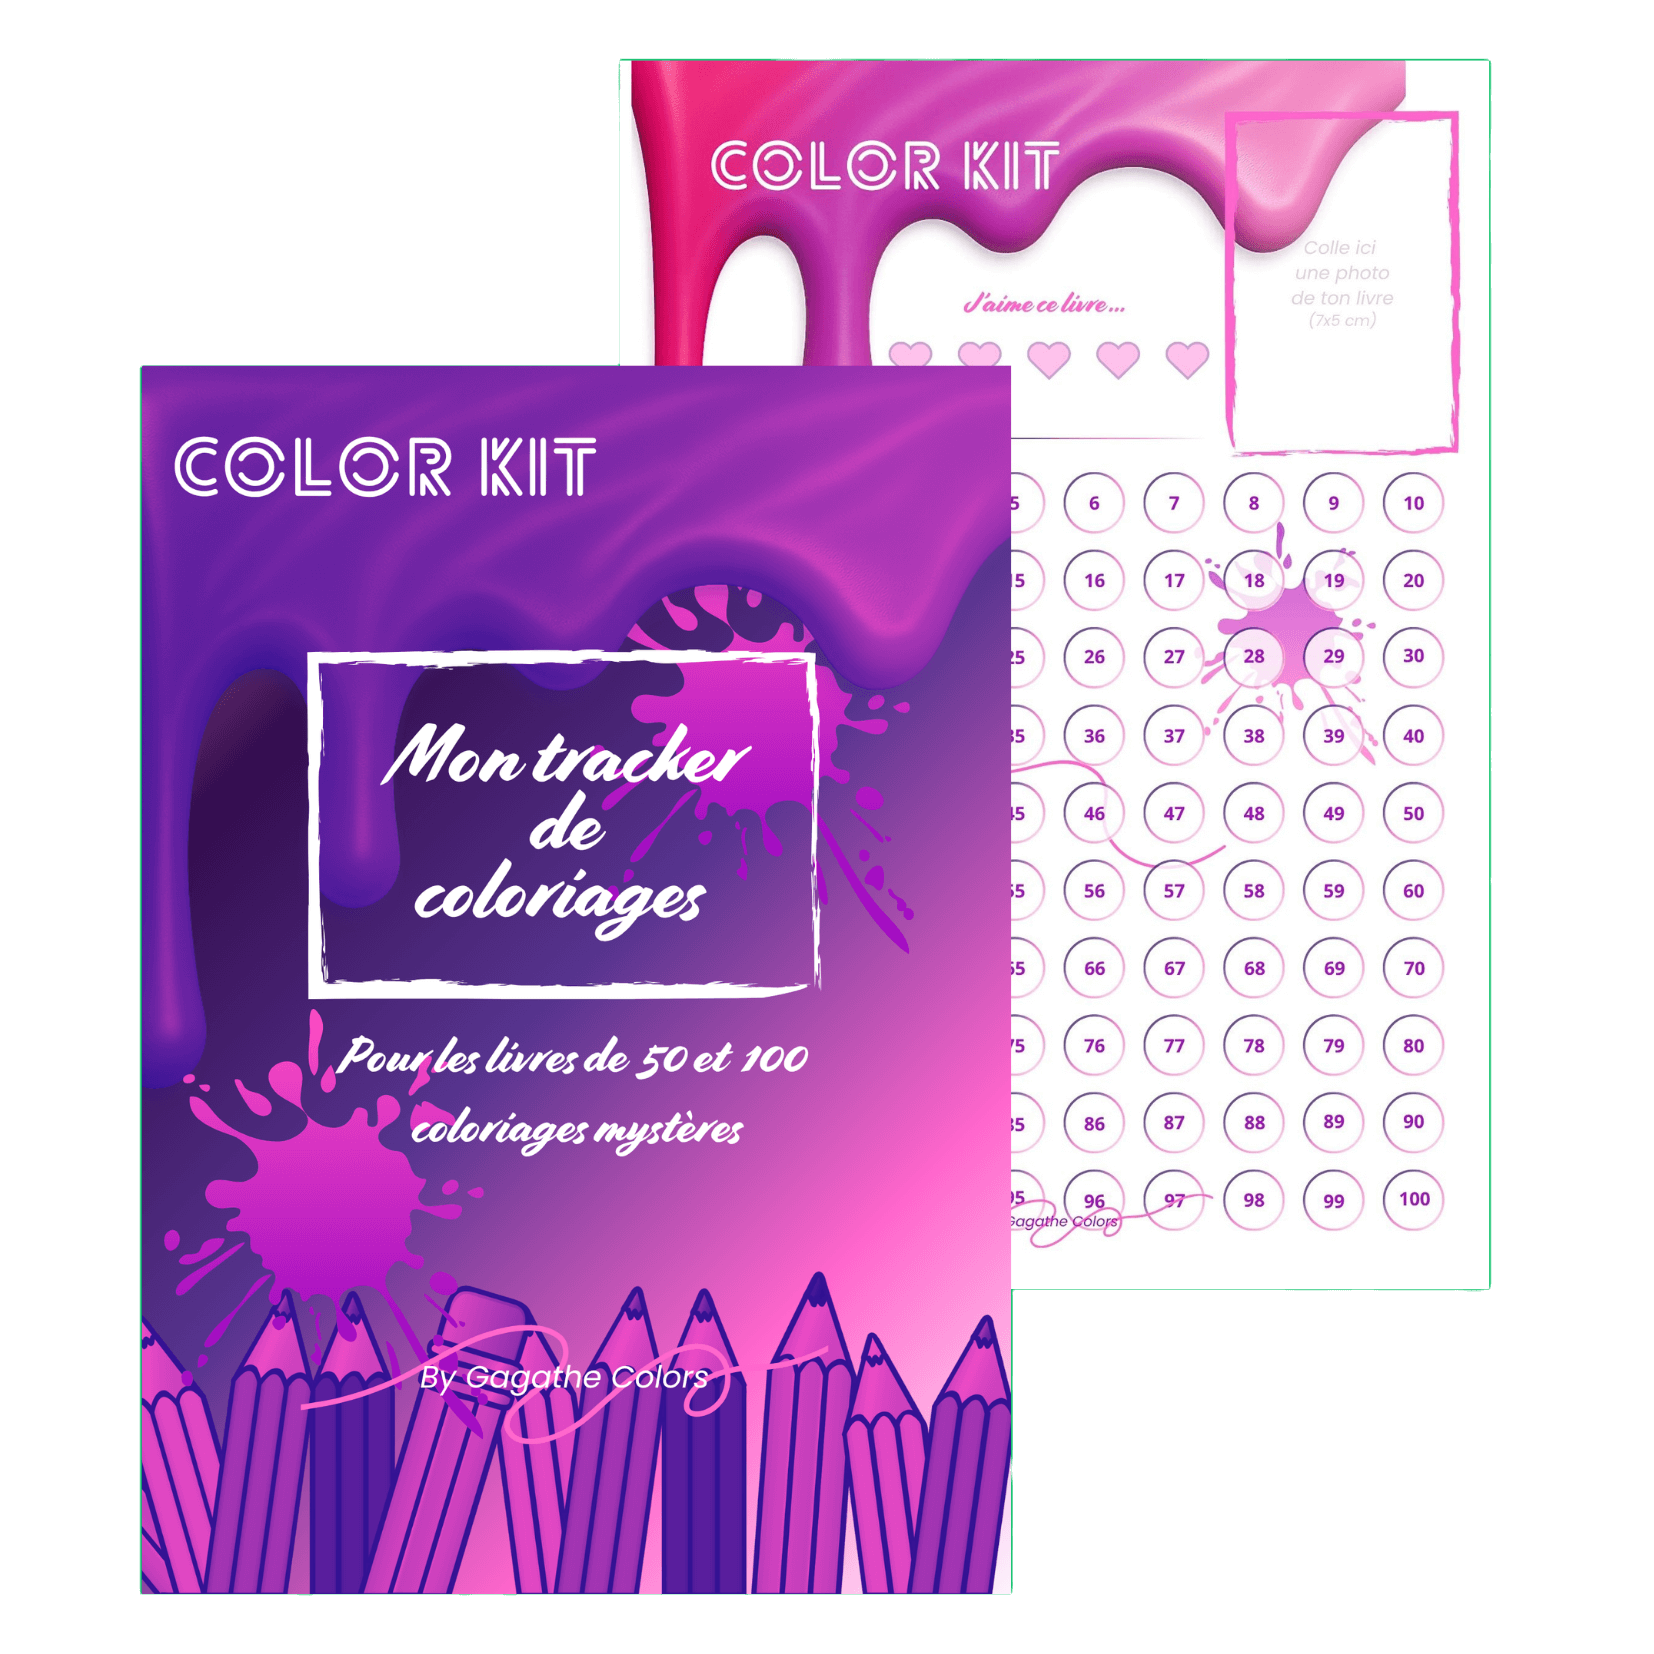 COLOR KIT
Colle ici
une photo
de ton livre
(7x5 cm)
J'aime ce livre...
6 7 8 9 10
16 17 18 19 20
26 27 28 29 30
36 37 38 39 40
46 47 48 49 50
56 57 58 59 60
66 67 68 69 70
76 77 78 79 80
86 87 88 89 90
96 97 98 99 100
Gagathe Colors
COLOR KIT
Mon tracker
de
coloriages
Pour les livres de 50 et 100
coloriages mystères
By Gagathe Colors